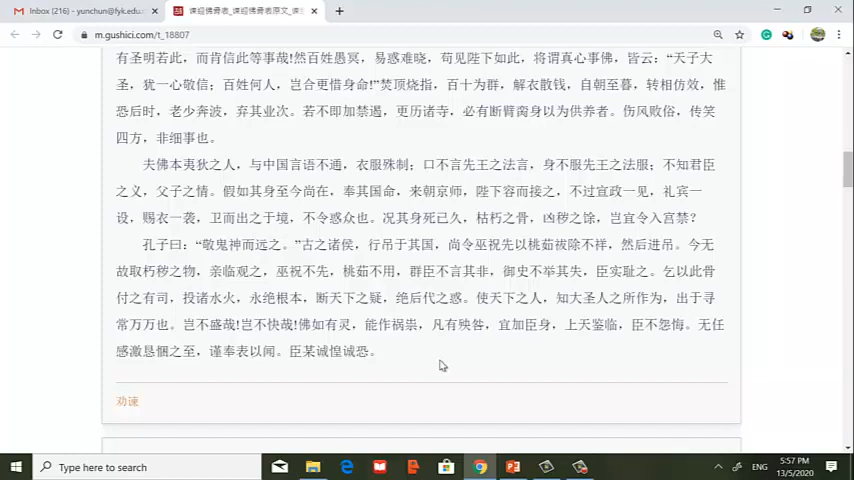 Inbox (216) - yunchun@fyk.edu.
谏迎佛骨表_谏迎佛骨表原文_谏
m.gushici.com/t_18807
有圣明若此，而肯信此等事哉!然百姓愚冥，易惑难晓，苟见陛下如此，将谓真心事佛，皆云：“天子大
圣，犹一心敬信；百姓何人，岂合更惜身命!”焚顶烧指，百十为群，解衣散钱，自朝至暮，转相仿效，惟
恐后时，老少奔波，弃其业次。若不即加禁遏，更历诸寺，必有断臂脔身以为供养者。伤风败俗，传笑
四方，非细事也。
夫佛本夷狄之人，与中国言语不通，衣服殊制；口不言先王之法言，身不服先王之法服；不知君臣
之义，父子之情。假如其身至今尚在，奉其国命，来朝京师，陛下容而接之，不过宣政一见，礼宾一
设，赐衣一袭，卫而出之于境，不令惑众也。况其身死已久，枯朽之骨，凶秽之馀，岂宜令入宫禁？
孔子曰：“敬鬼神而远之。”古之诸侯，行吊于其国，尚令巫祝先以桃茹祓除不祥，然后进吊。今无
故取朽秽之物，亲临观之，巫祝不先，桃茹不用，群臣不言其非，御史不举其失，臣实耻之。乞以此骨
付之有司，投诸水火，永绝根本，断天下之疑，绝后代之惑。使天下之人，知大圣人之所作为，出于寻
常万万也。岂不盛哉!岂不快哉!佛如有灵，能作祸祟，凡有殃咎，宜加臣身，上天鉴临，臣不怨悔。无任
感激恳悃之至，谨奉表以闻。臣某诚惶诚恐。
劝谏
Type here to search
ENG
5:57 PM
13/5/2020